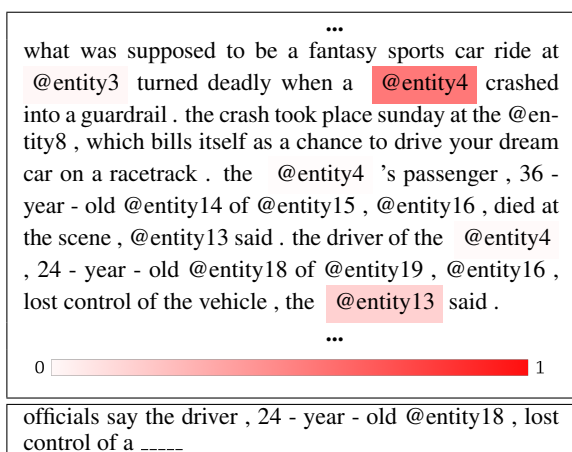 ...
what was supposed to be a fantasy sports car ride at
@entity3 turned deadly when a @entity4 crashed
into a guardrail . the crash took place sunday at the @en-
tity8 , which bills itself as a chance to drive your dream
car on a racetrack . the @entity4 's passenger , 36 -
year - old @entity14 of @entity15 , @entity16 , died at
the scene , @entity13 said . the driver of the @entity4
, 24 - year - old @entity18 of @entity19 , @entity16 ,
lost control of the vehicle , the @entity13 said .
...
0 1
officials say the driver , 24 - year - old @entity18 , lost
control of a _____